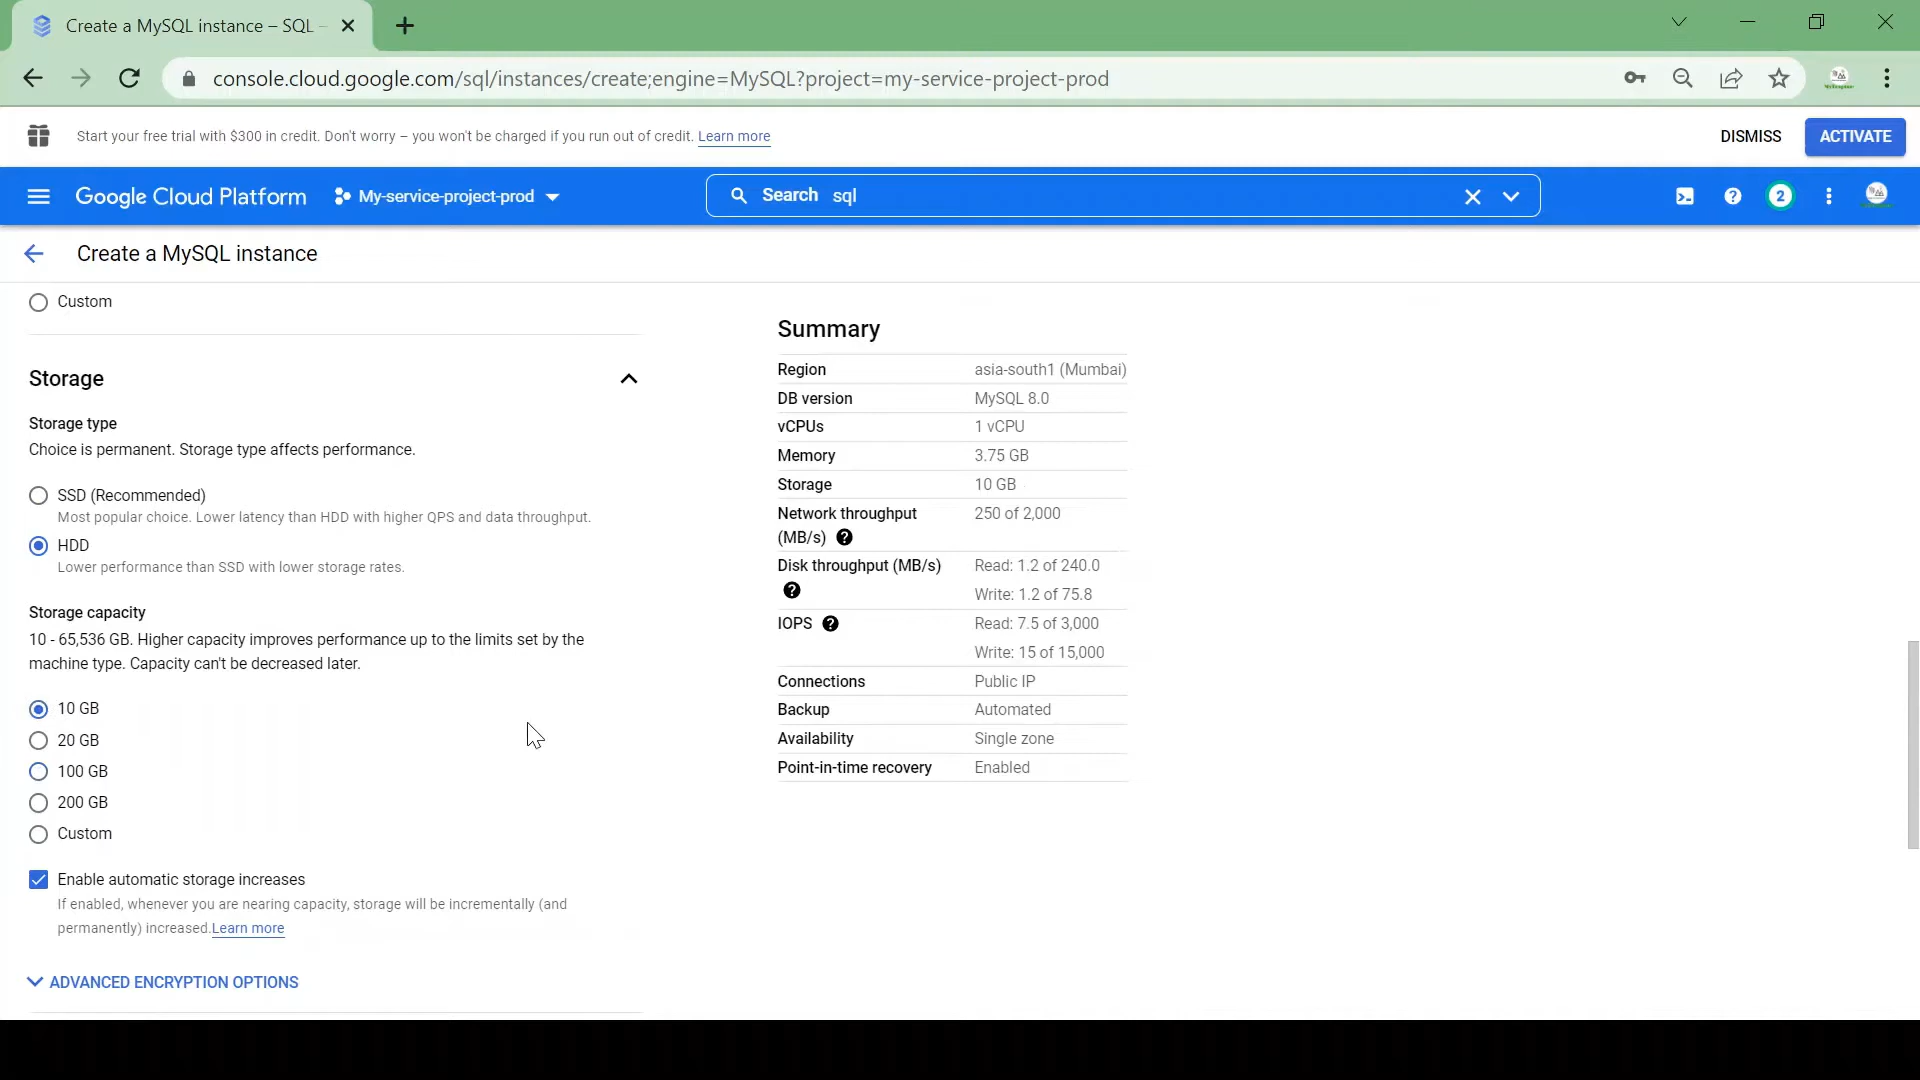 Create a MySQL instance – SQL –
console.cloud.google.com/sql/instances/create;engine=MySQL?project=my-service-project-prod
Start your free trial with $300 in credit. Don't worry – you won't be charged if you run out of credit. Learn more
DISMISS
ACTIVATE
Google Cloud Platform
My-service-project-prod
Search sql
2
Create a MySQL instance
Custom
Storage
Storage type
Choice is permanent. Storage type affects performance.
SSD (Recommended)
Most popular choice. Lower latency than HDD with higher QPS and data throughput.
HDD
Lower performance than SSD with lower storage rates.
Storage capacity
10 - 65,536 GB. Higher capacity improves performance up to the limits set by the
machine type. Capacity can't be decreased later.
10 GB
20 GB
100 GB
200 GB
Custom
Enable automatic storage increases
If enabled, whenever you are nearing capacity, storage will be incrementally (and
permanently) increased.Learn more
ADVANCED ENCRYPTION OPTIONS
Summary
Region asia-south1 (Mumbai)
DB version MySQL 8.0
vCPUs 1 vCPU
Memory 3.75 GB
Storage 10 GB
Network throughput 250 of 2,000
(MB/s)
Disk throughput (MB/s) Read: 1.2 of 240.0
Write: 1.2 of 75.8
IOPS Read: 7.5 of 3,000
Write: 15 of 15,000
Connections Public IP
Backup Automated
Availability Single zone
Point-in-time recovery Enabled